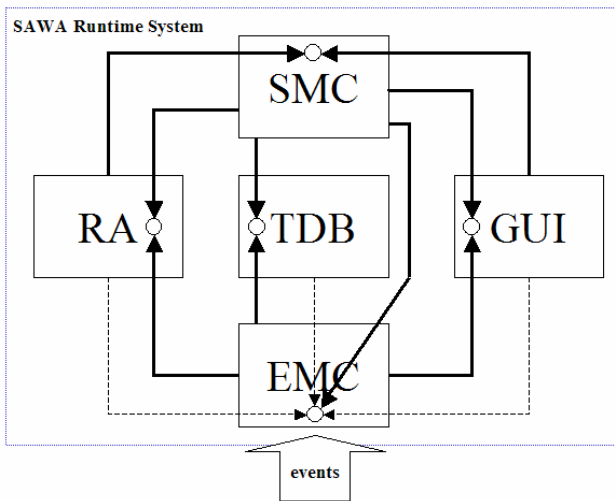 SAWA Runtime System
SMC
RA
TDB
GUI
EMC
events